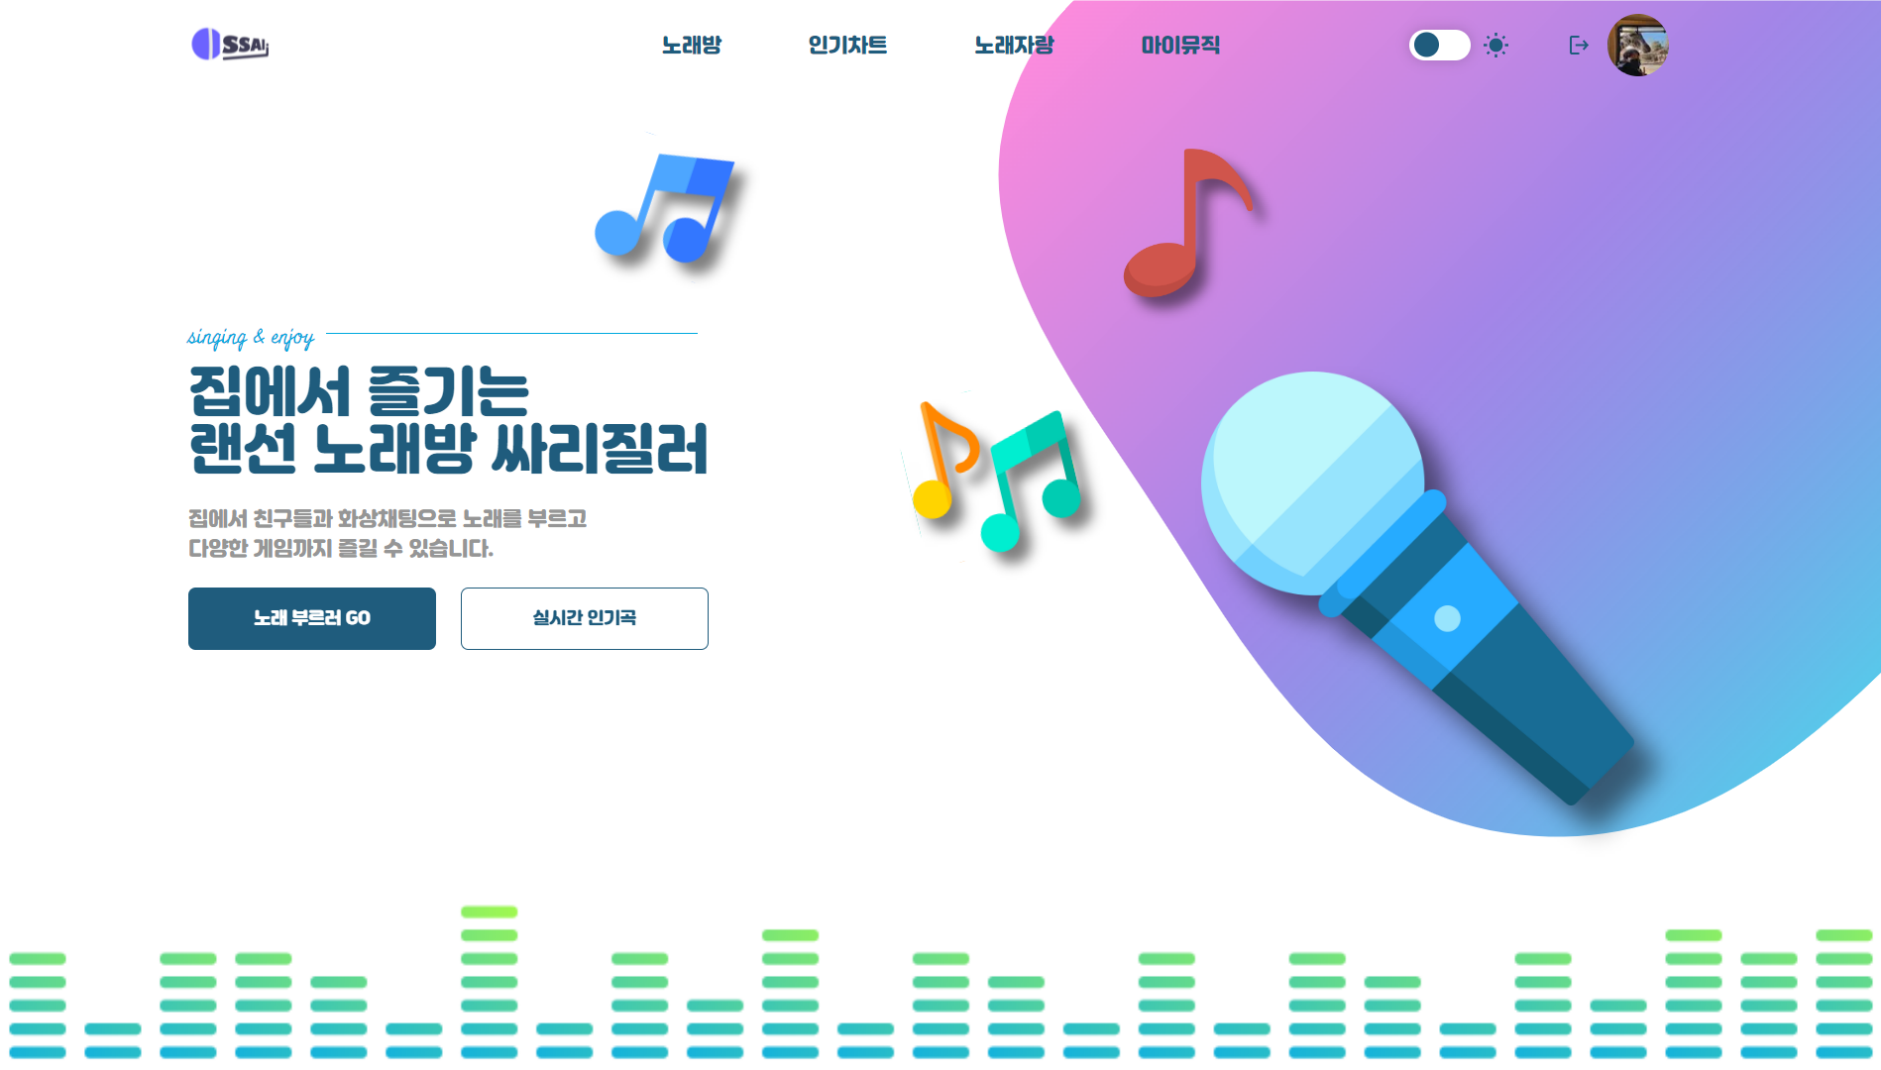 SSAIj
노래방 인기차트 노래자랑 마이뮤직
singing & enjoy
집에서 즐기는
랜선 노래방 싸리질러
집에서 친구들과 화상채팅으로 노래를 부르고
다양한 게임까지 즐길 수 있습니다.
노래 부르러 GO 실시간 인기곡